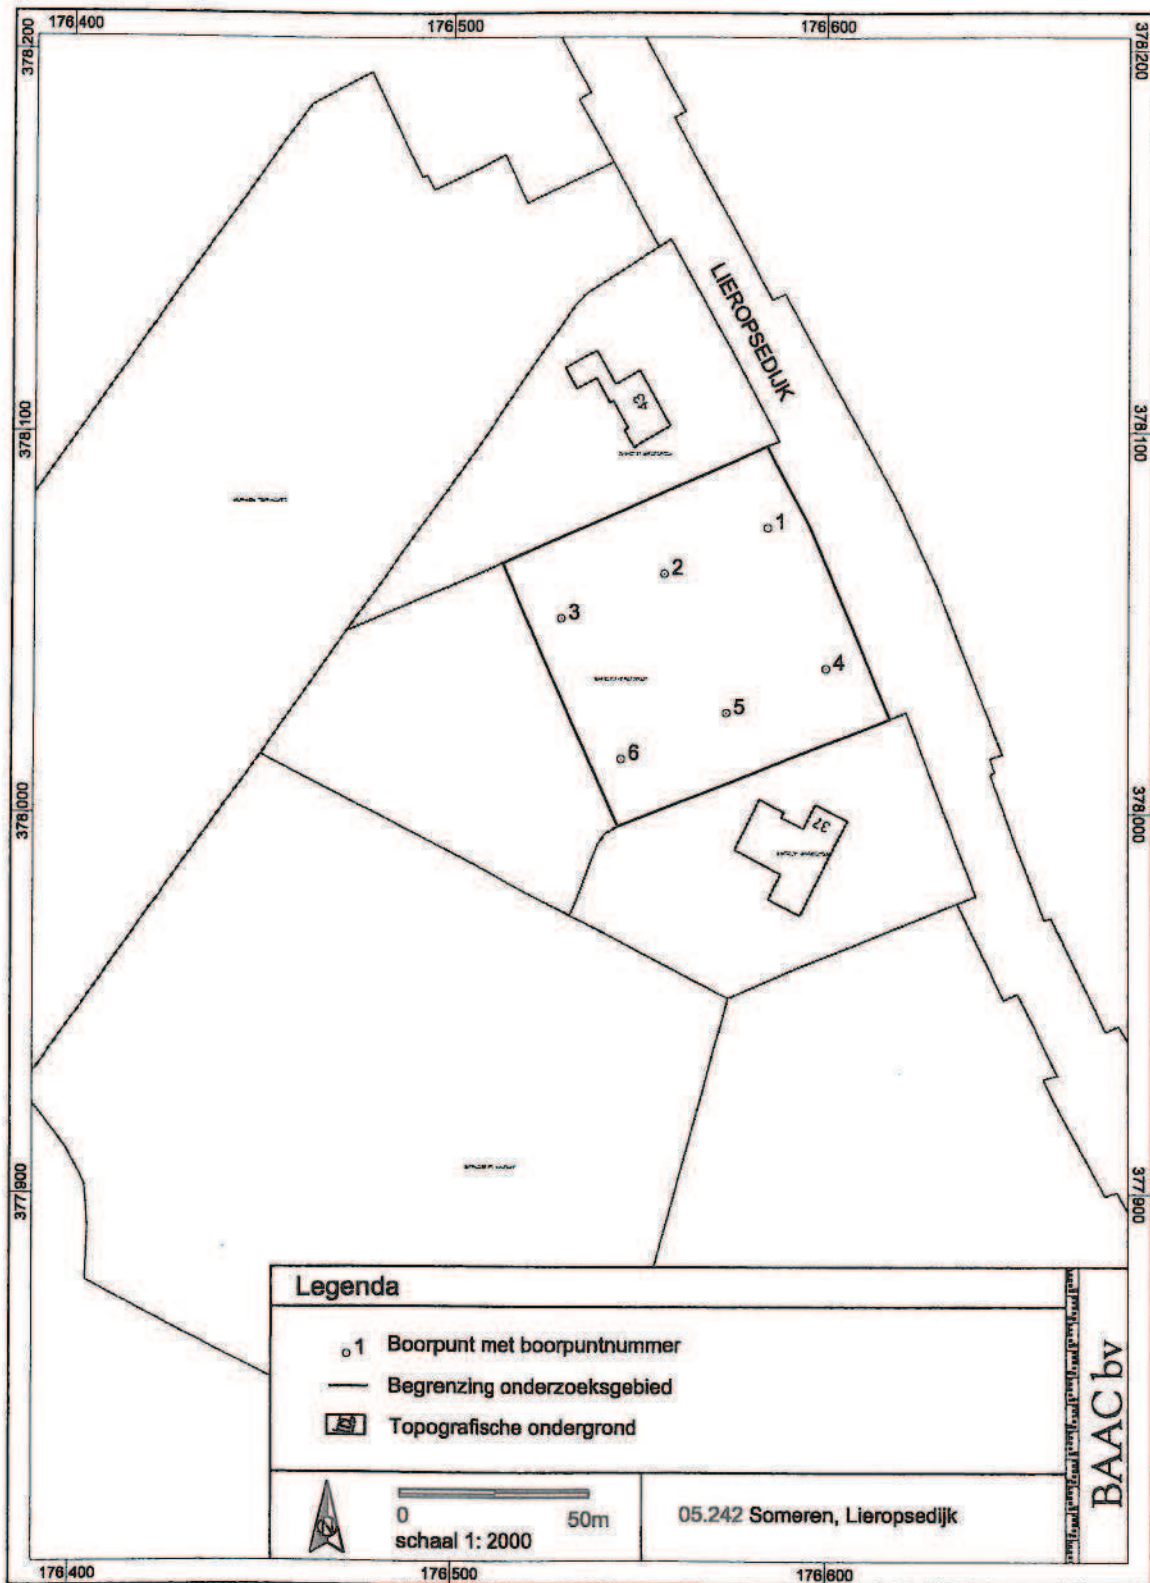 176.400
176.500
176.600
378.200
378.200
LIEROPSEDIJK
43
378.100
378.100
1
2
3
4
5
6
378.000
378.000
37
377.900
377.900
Legenda
1 Boorpunt met boorpuntnummer
Begrenzing onderzoeksgebied
Topografische ondergrond
N
0 50m
schaal 1: 2000
05.242 Someren, Lieropsedijk
BAAC bv
176.400
176.500
176.600